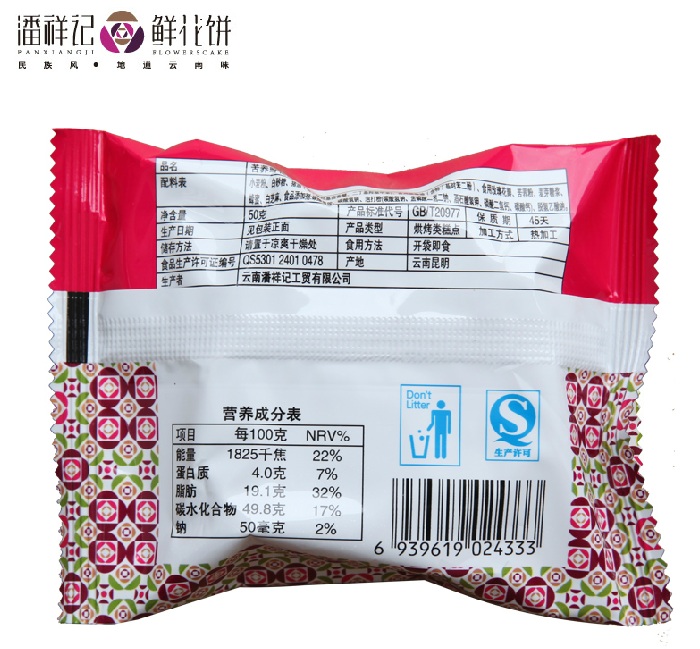 潘祥记 鲜花饼
PANXIANGJI FLOWERSCAKE
民族风•地道云南味
品名
配料表
净含量 50克 产品标准代号 GB/T20977 保质期 45天
生产日期 见包装正面 产品类型 烘烤类糕点 加工方式 热加工
储存方法 请置于凉爽干燥处 食用方法 开袋即食
食品生产许可证编号 QS5301 2401 0478 产地 云南昆明
生产者 云南潘祥记工贸有限公司
营养成分表
项目 每100克 NRV%
能量 1825千焦 22%
蛋白质 4.0克 7%
脂肪 19.1克 32%
碳水化合物 49.8克 17%
钠 50毫克 2%
Don't
Litter
生产许可
6 939619 024333